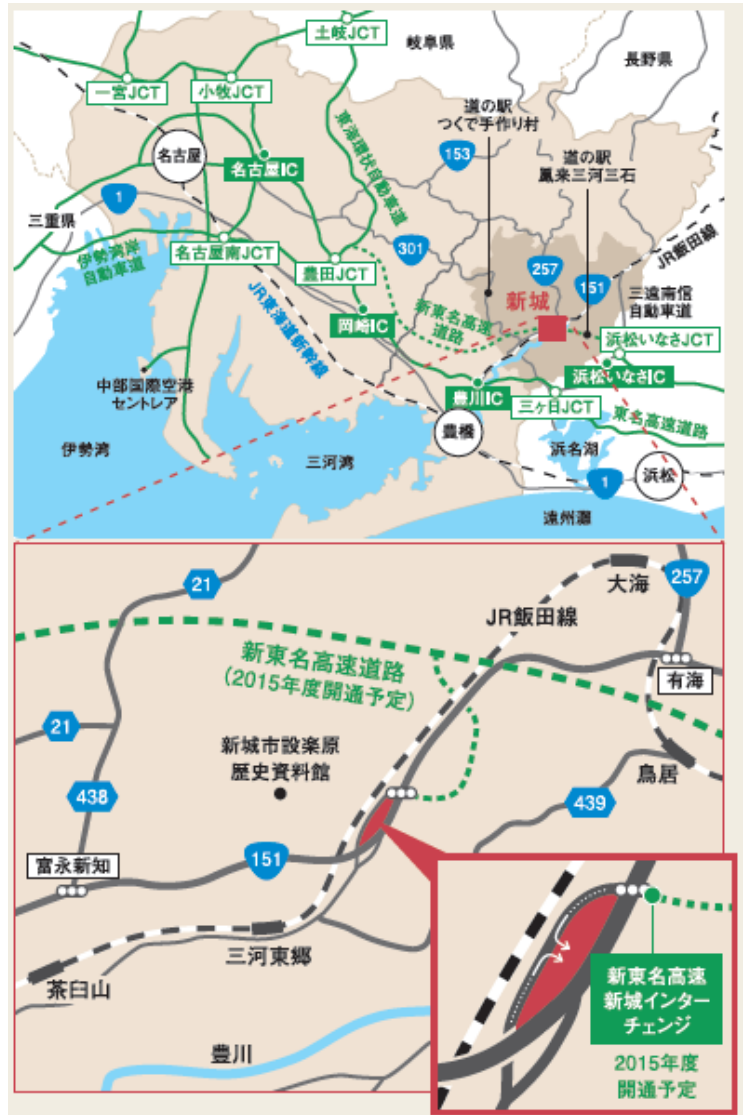 土岐JCT
岐阜県
長野県
一宮JCT
小牧JCT
道の駅
つくで手作り村
東海環状自動車道
153
道の駅
鳳来三河三石
名古屋
名古屋IC
1
三重県
JR飯田線
伊勢湾岸
自動車道
名古屋南JCT
豊田JCT
301
257
151
新城
三遠南信
自動車道
新東名高速
道路
JR東海道新幹線
岡崎IC
浜松いなさJCT
浜松いなさIC
中部国際空港
セントレア
豊川IC
三ヶ日JCT
東名高速道路
豊橋
伊勢湾
三河湾
浜名湖
浜松
1
遠州灘
21
大海
257
JR飯田線
新東名高速道路
(2015年度開通予定)
有海
21
新城市設楽原
歴史資料館
鳥居
438
439
151
富永新知
三河東郷
茶臼山
豊川
新東名高速
新城インター
チェンジ
2015年度
開通予定